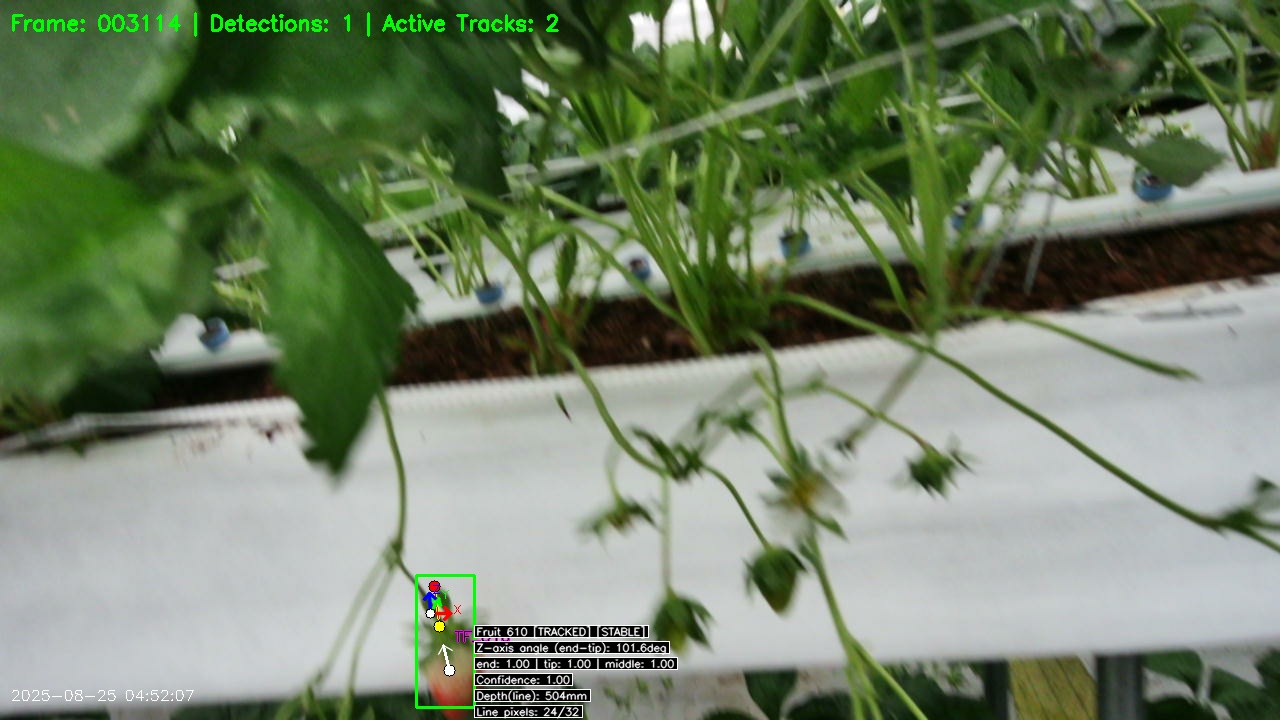 Frame: 003114 | Detections: 1 | Active Tracks: 2
X
Fruit 610 [TRACKED] [STABLE]
Z-axis angle (end-tip): 101.6deg
end: 1.00 | tip: 1.00 | middle: 1.00
Confidence: 1.00
Depth(line): 504mm
2025-08-25 04:52:07
Line pixels: 24/32